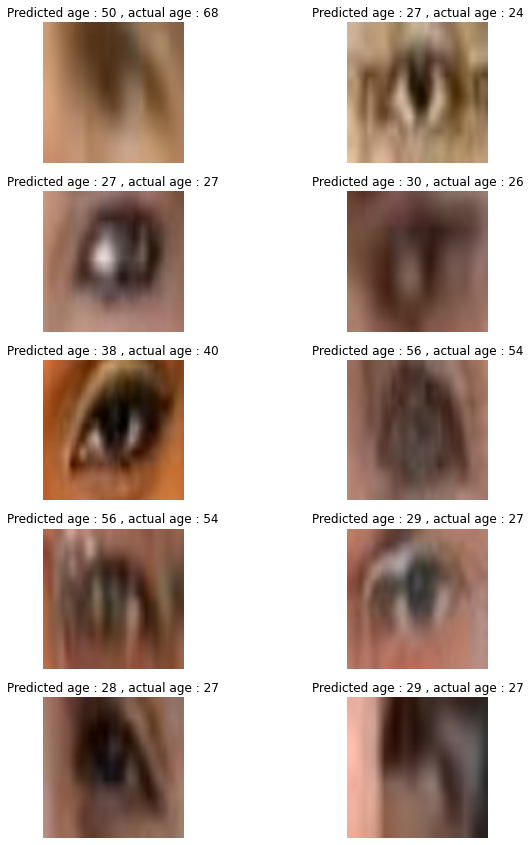 Predicted age : 50 , actual age : 68
Predicted age : 27 , actual age : 24
Predicted age : 27 , actual age : 27
Predicted age : 30 , actual age : 26
Predicted age : 38 , actual age : 40
Predicted age : 56 , actual age : 54
Predicted age : 56 , actual age : 54
Predicted age : 29 , actual age : 27
Predicted age : 28 , actual age : 27
Predicted age : 29 , actual age : 27